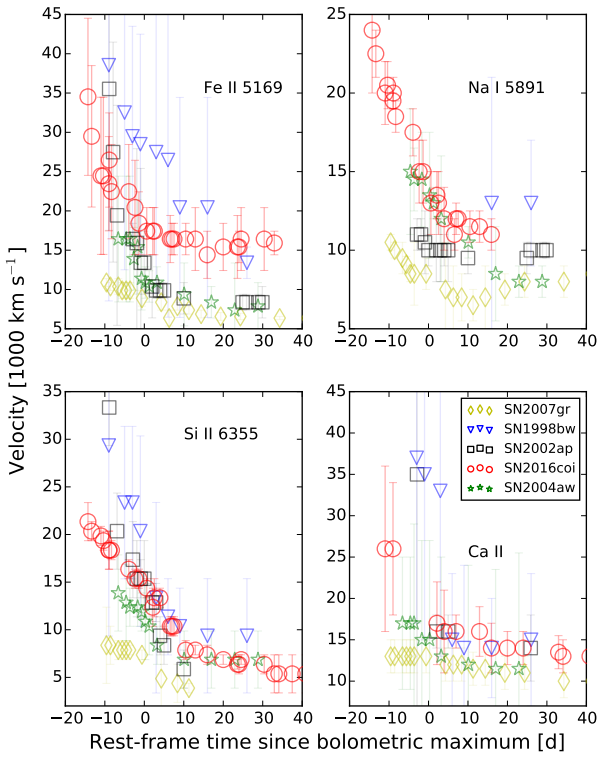 45
40
35
30
25
20
15
10
5
Fe II 5169
−20 −10 0 10 20 30 40
25
20
15
10
5
Na I 5891
−20 −10 0 10 20 30 40
Velocity [1000 km s⁻¹]
35
30
25
20
15
10
5
Si II 6355
−20 −10 0 10 20 30 40
45
40
35
30
25
20
15
10
SN2007gr
SN1998bw
SN2002ap
SN2016coi
SN2004aw
Ca II
−20 −10 0 10 20 30 40
Rest-frame time since bolometric maximum [d]